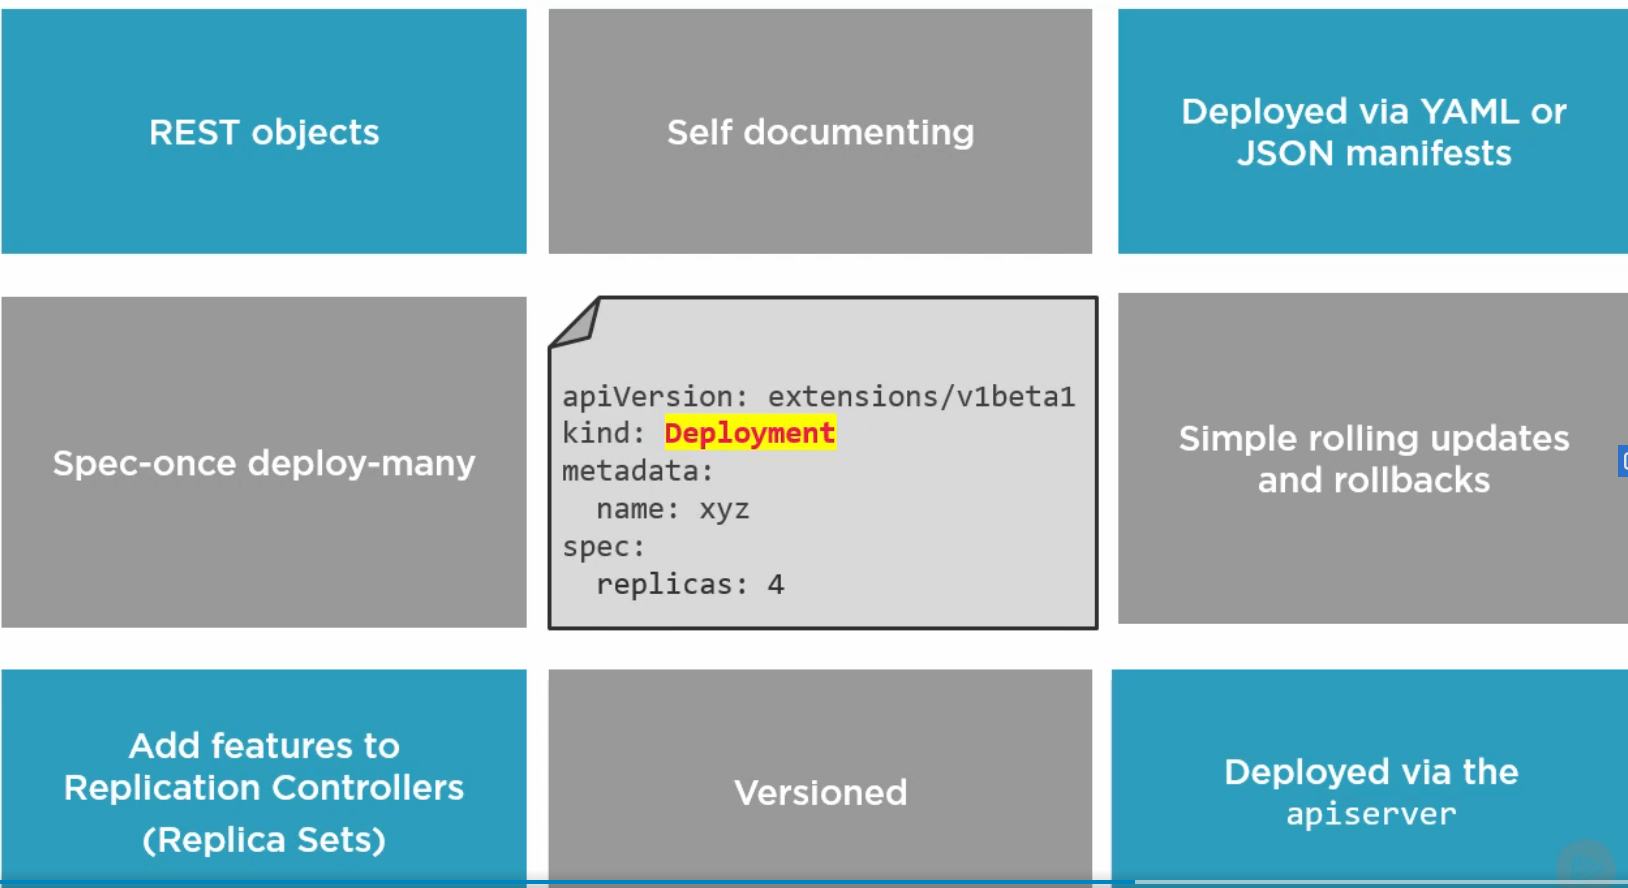 REST objects
Self documenting
Deployed via YAML or
JSON manifests
Spec-once deploy-many
apiVersion: extensions/v1beta1
kind: Deployment
metadata:
  name: xyz
spec:
  replicas: 4
Simple rolling updates
and rollbacks
Add features to
Replication Controllers
(Replica Sets)
Versioned
Deployed via the
apiserver